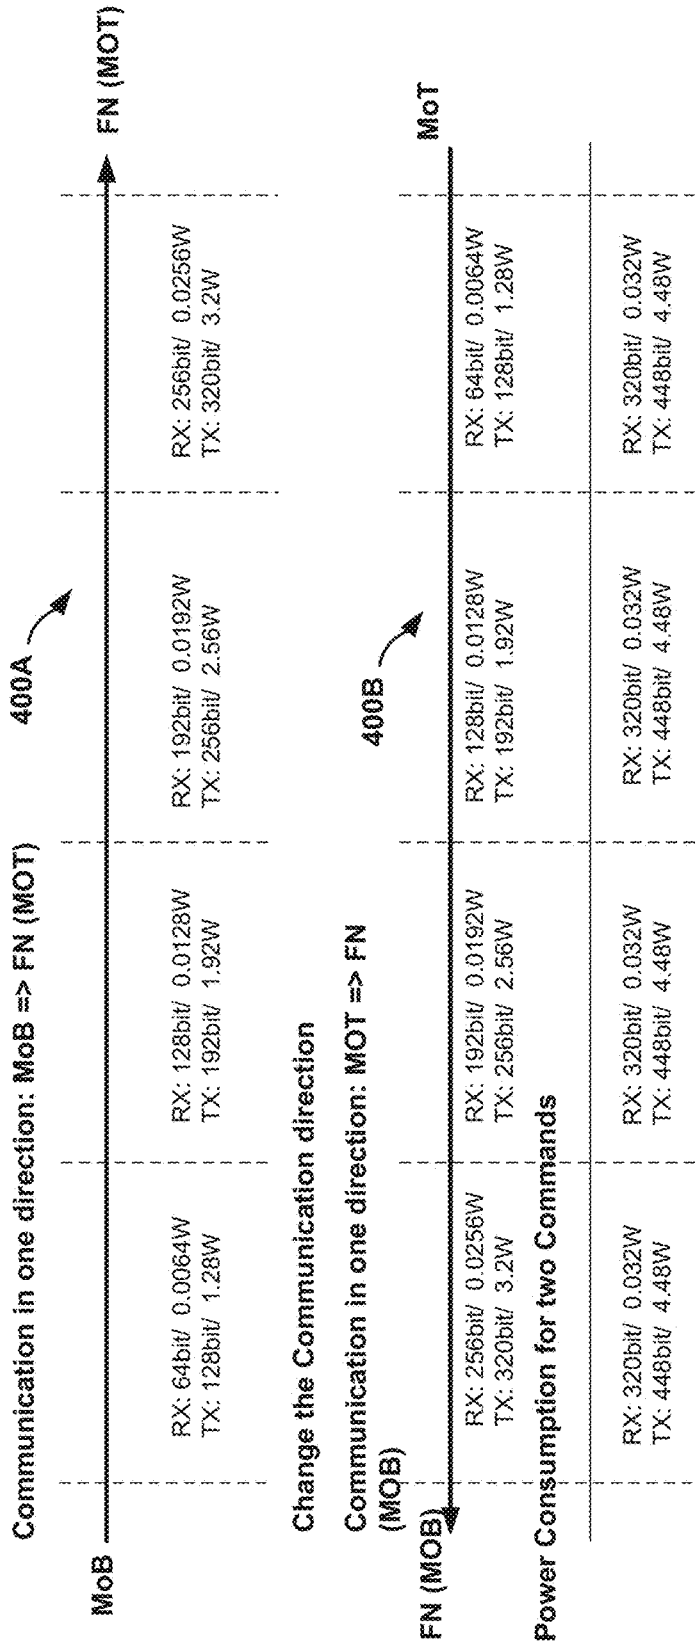 Communication in one direction: MoB => FN (MOT)
400A
MoB
FN (MOT)
RX: 64bit/ 0.0064W
TX: 128bit/ 1.28W
RX: 128bit/ 0.0128W
TX: 192bit/ 1.92W
RX: 192bit/ 0.0192W
TX: 256bit/ 2.56W
RX: 256bit/ 0.0256W
TX: 320bit/ 3.2W
Change the Communication direction
Communication in one direction: MOT => FN
(MOB)
400B
FN (MOB)
MoT
RX: 256bit/ 0.0256W
TX: 320bit/ 3.2W
RX: 192bit/ 0.0192W
TX: 256bit/ 2.56W
RX: 128bit/ 0.0128W
TX: 192bit/ 1.92W
RX: 64bit/ 0.0064W
TX: 128bit/ 1.28W
Power Consumption for two Commands
RX: 320bit/ 0.032W
TX: 448bit/ 4.48W
RX: 320bit/ 0.032W
TX: 448bit/ 4.48W
RX: 320bit/ 0.032W
TX: 448bit/ 4.48W
RX: 320bit/ 0.032W
TX: 448bit/ 4.48W